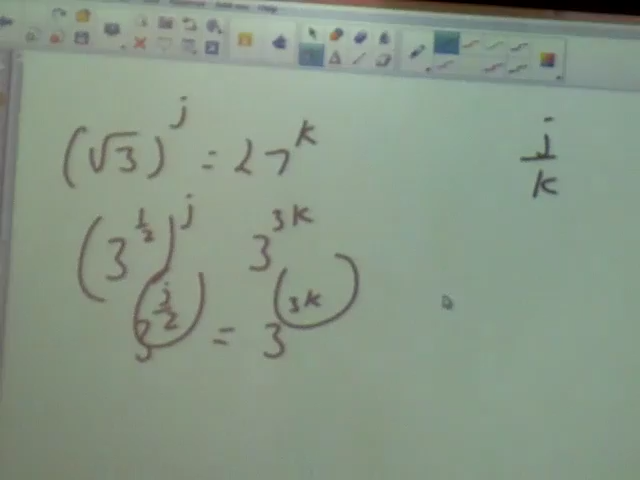 (√3)^j = 27^k
j/k
(3^(1/2))^j 3^(3k)
3^(j/2) = 3^(3k)